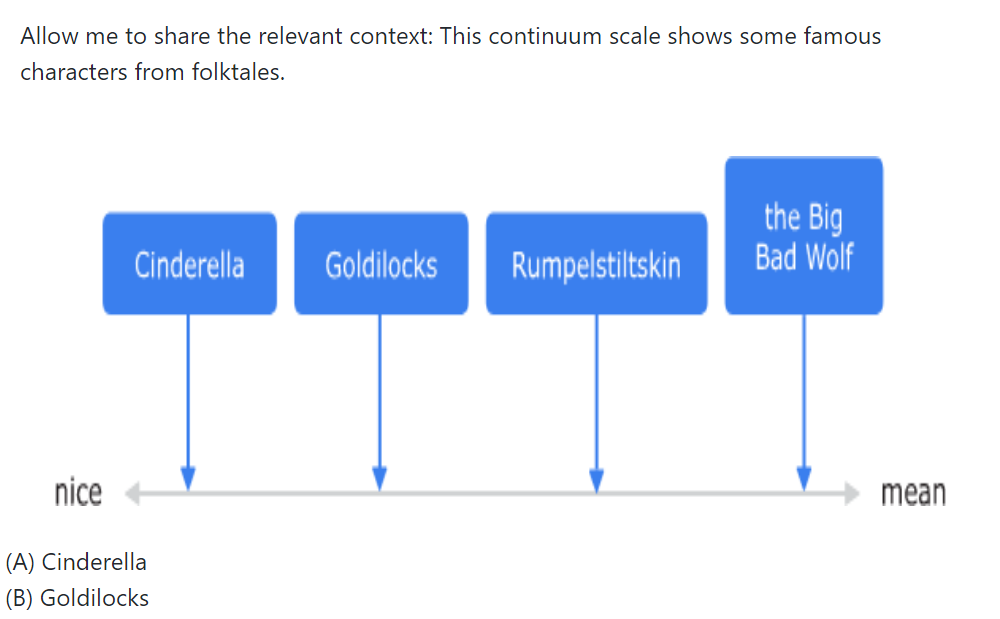 Allow me to share the relevant context: This continuum scale shows some famous
characters from folktales.
the Big
Bad Wolf
Cinderella
Goldilocks
Rumpelstiltskin
nice
mean
(A) Cinderella
(B) Goldilocks